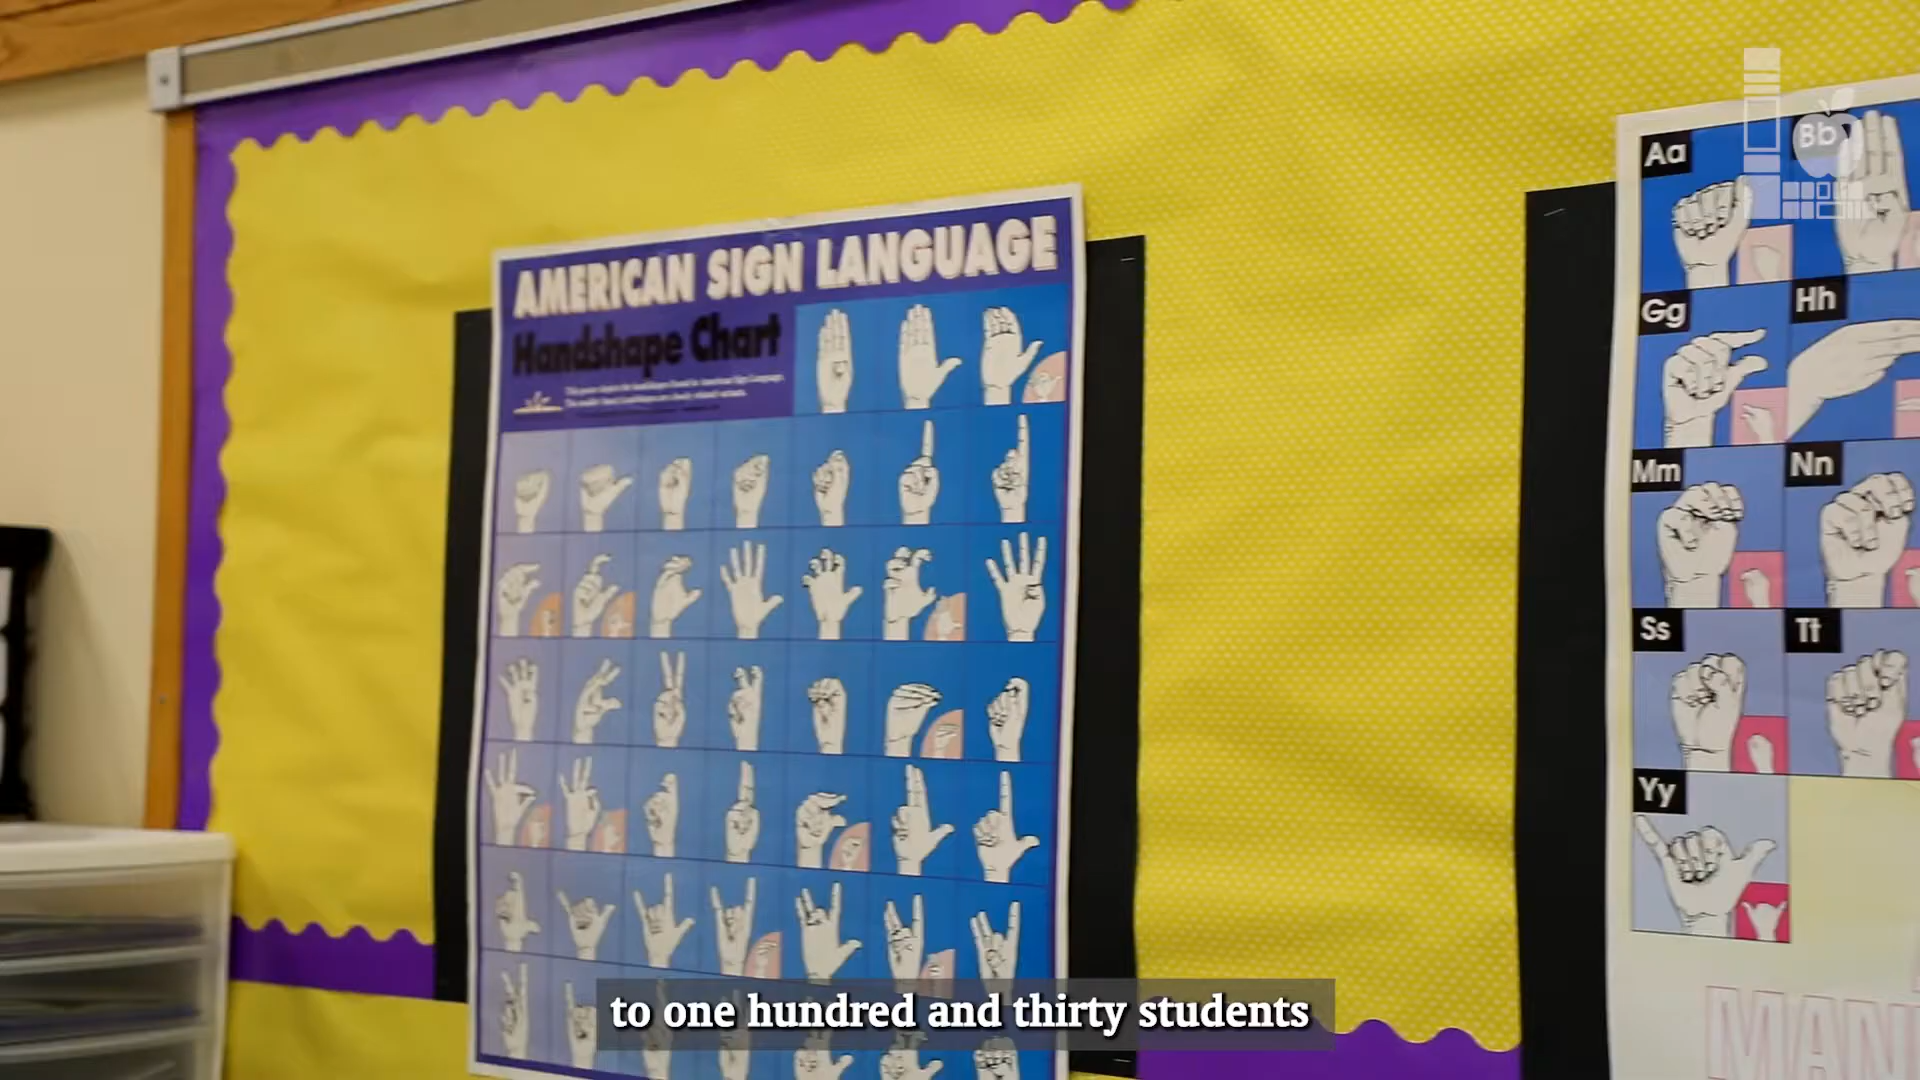 AMERICAN SIGN LANGUAGE
Handshape Chart
Aa
Bb
Gg
Hh
Mm
Nn
Ss
Tt
Yy
MAN
to one hundred and thirty students